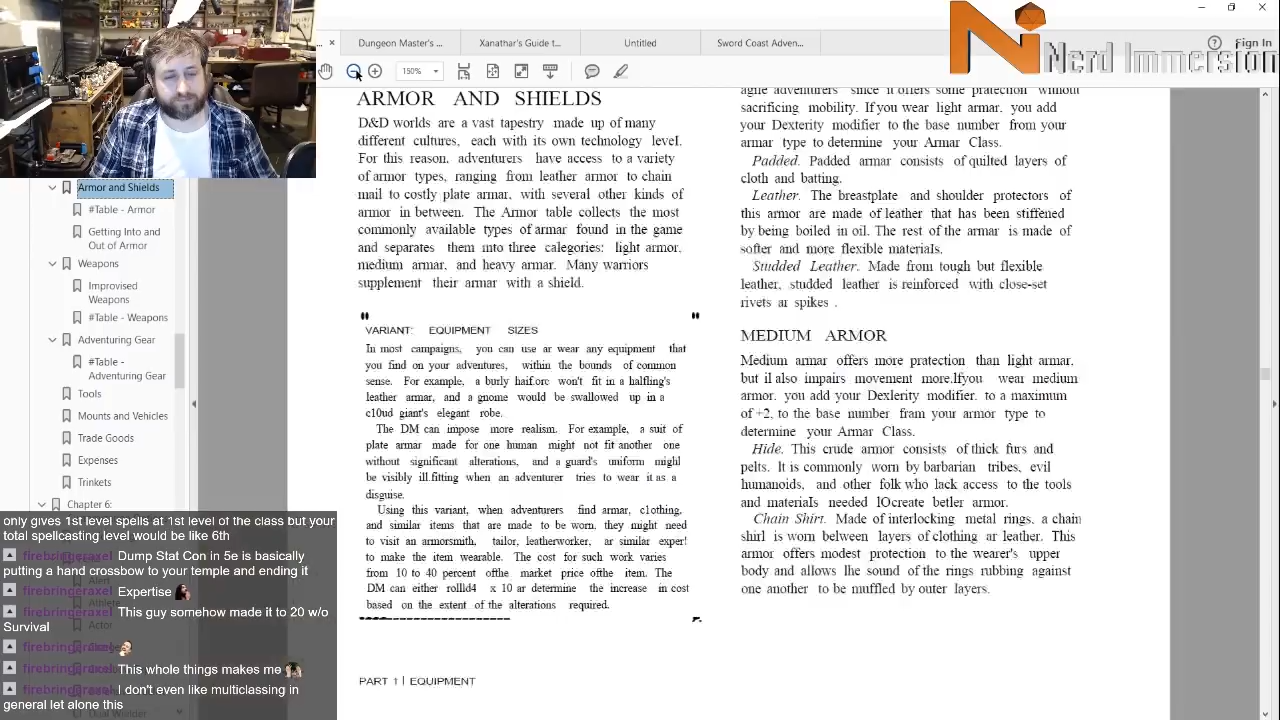 Dungeon Master's ...
Xanathar's Guide t...
Untitled
Sword Coast Adven...
Nerd Immersion
Sign In
150%
Armor and Shields
#Table - Armor
Getting Into and
Out of Armor
Weapons
Improvised
Weapons
#Table - Weapons
Adventuring Gear
#Table -
Adventuring Gear
Tools
Mounts and Vehicles
Trade Goods
Expenses
Trinkets
Chapter 6:
only gives 1st level spells at 1st level of the class but your
total spellcasting level would be like 6th
firebringeraxel Dump Stat Con in 5e is basically
putting a hand crossbow to your temple and ending it
firebringeraxel Expertise
firebringeraxel This guy somehow made it to 20 w/o
Survival
firebringeraxel
firebringeraxel This whole things makes me
firebringeraxel I don't even like multiclassing in
general let alone this
Alert
Athlete
Actor
Dual Wielder
ARMOR AND SHIELDS
D&D worlds are a vast tapestry made up of many
different cultures, each with its own technology leveI.
For this reason, adventurers have access to a variety
of armor types, ranging from leather armor to chain
mail to costly plate armar, with several other kinds of
armor in between. The Armor table collects the most
commonly available types of armar found in the game
and separates them ınto three calegories: light armor,
medium armar, and heavy armar. Many warriors
supplement their armar with a shield.
VARIANT: EQUIPMENT SIZES
In most campaigns, you can use ar wear any equipment that
you find on your adventures, within the bounds of common
sense. For example, a burly haif.orc won't fit in a halfling's
leather armar, and a gnome would be swallowed up in a
c10ud giant's elegant robe.
The DM can impose more realism. For example, a suit of
plate armar made for one human might not fit another one
without significant alterations, and a guard's uniform mighl
be visibly ill.fitting when an adventurer tries to wear it as a
disguise.
Using this variant, when adventurers find armar, c1othing,
and similar items that are made to be worn, they might need
to visit an armorsmith, tailor, leatherworker, ar similar exper!
to make the item wearable. The cost for such work varies
from 10 to 40 percent ofthe market price ofthe item. The
DM can either rollld4 x 10 ar determine the increase in cost
based on the extent of the alterations required.
PART 1 | EQUIPMENT
agile adventurers since it offers some pratection without
sacrificing mobility. If you wear light armar. you add
your Dexterity modifier to the base number from your
armar type to determine your Armar Class.
Padded. Padded armar consists of quilted layers of
cloth and batting.
Leather. The breastplate and shoulder protectors of
this armor are made of leather that has been stiffened
by being boiled in oil. The rest of the armar is made of
softer and more flexible materiaIs.
Studded Leather. Made from tough but flexible
leather, studded leather is reinforced with close-set
rivets ar spikes .
MEDIUM ARMOR
Medium armar offers more pratection than light armar.
but il also impairs movement more.Ifyou wear medium
armor. you add your Dexlerity modifier. to a maximum
of +2, to the base number fram your armor type to
determine your Armar Class.
Hide. This crude armor consists of thick furs and
pelts. It is commonly worn by barbarian tribes, evil
humanoids, and other folk who lack access to the tools
and materiaIs needed lOcreate betler armor.
Chain Shirt. Made of interlocking metal rings, a chain
shirl is worn belween layers of clothing ar leather. This
armor offers modest protection to the wearer's upper
body and allows lhe sound of the rings rubbing against
one another to be muffled by outer layers.